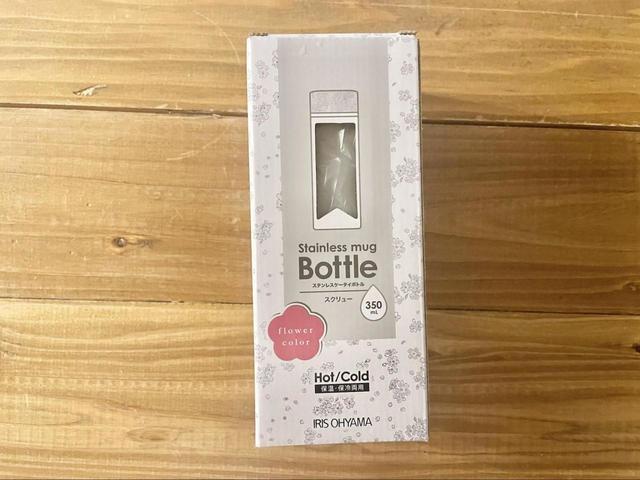 Stainless mug
Bottle
ステンレスケータイボトル
スクリュー
350
mL
flower
color
Hot/Cold
保温・保冷両用
IRIS OHYAMA